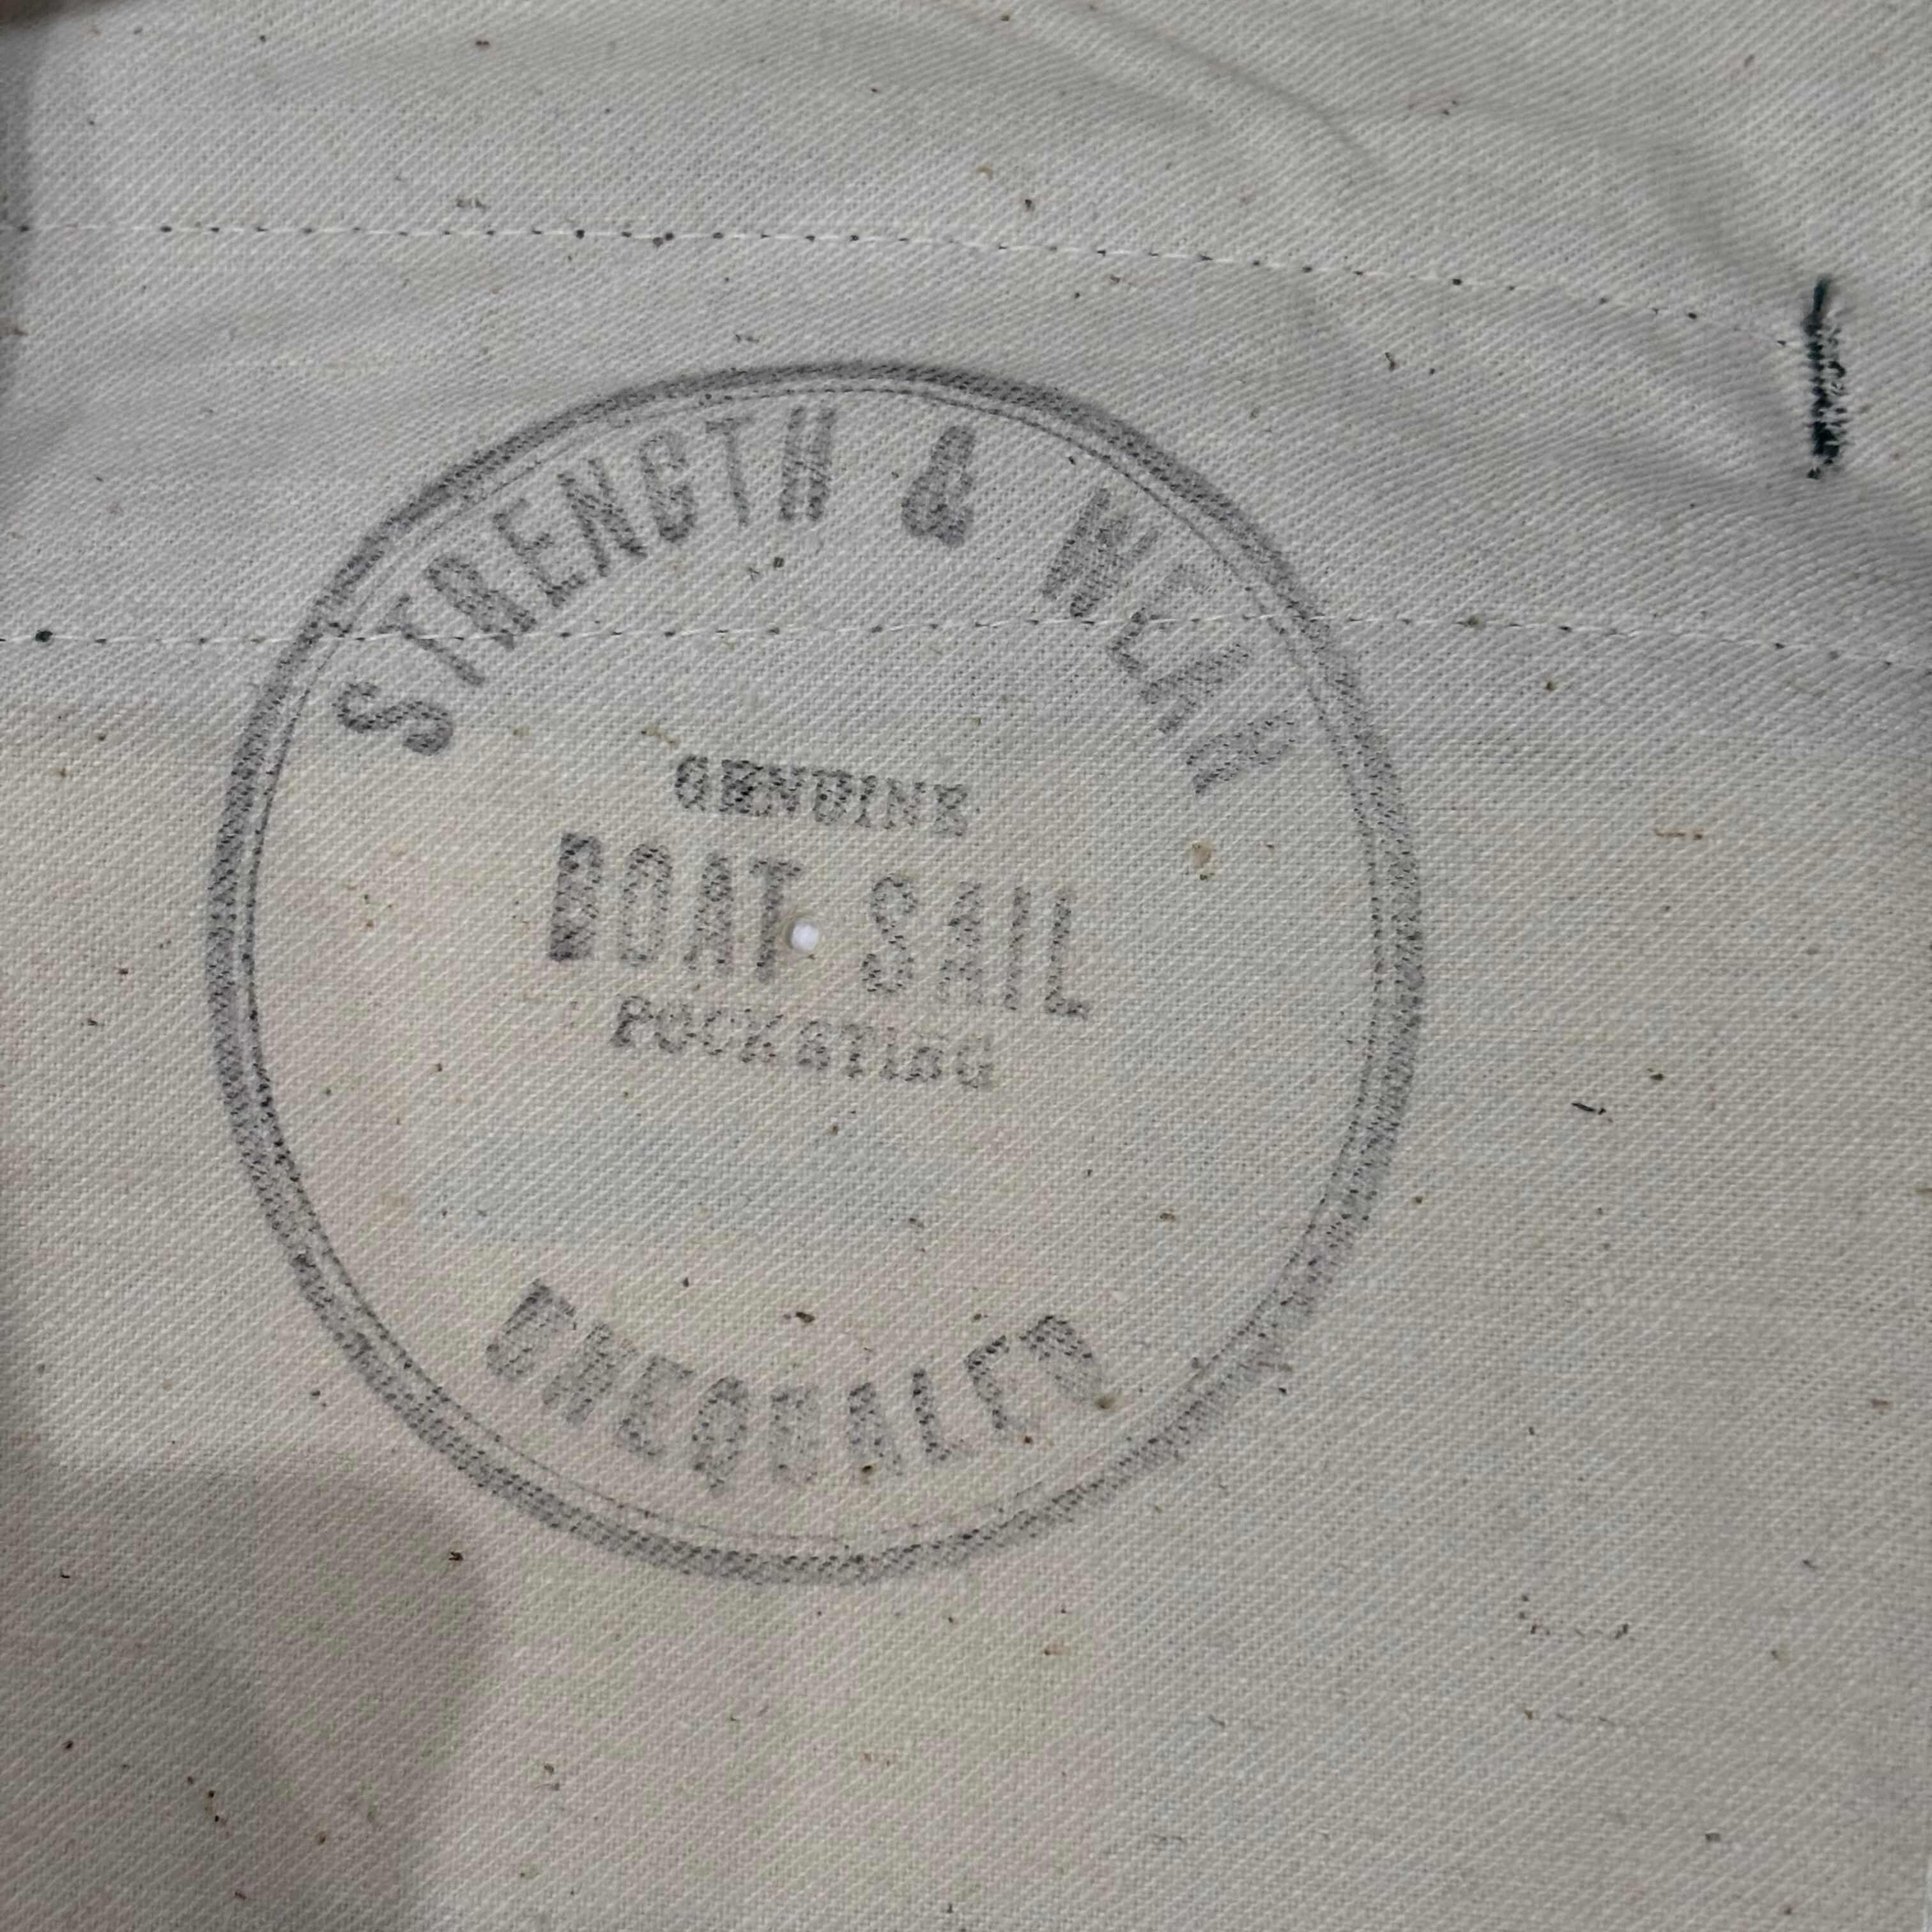 STRENGTH & WEAR
GENUINE
BOAT SAIL
POCKETING
UNEQUALED